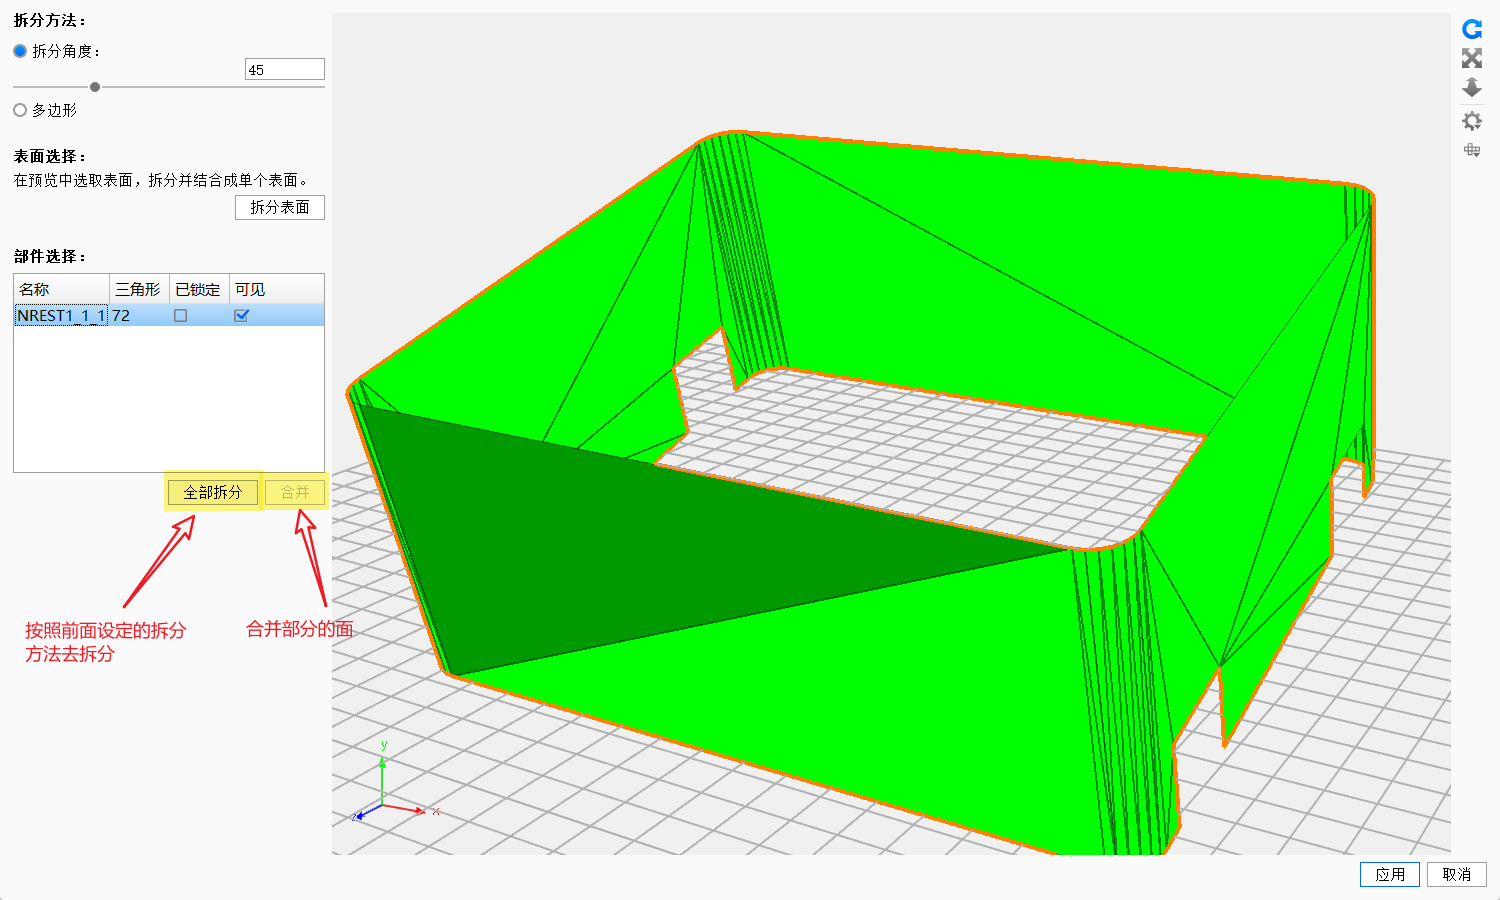 拆分方法：
拆分角度：
45
多边形
表面选择：
在预览中选取表面，拆分并结合成单个表面。
拆分表面
部件选择：
名称 三角形 已锁定 可见
NREST1_1_1 72
全部拆分 合并
按照前面设定的拆分
方法去拆分
合并部分的面
y
x
z
应用 取消